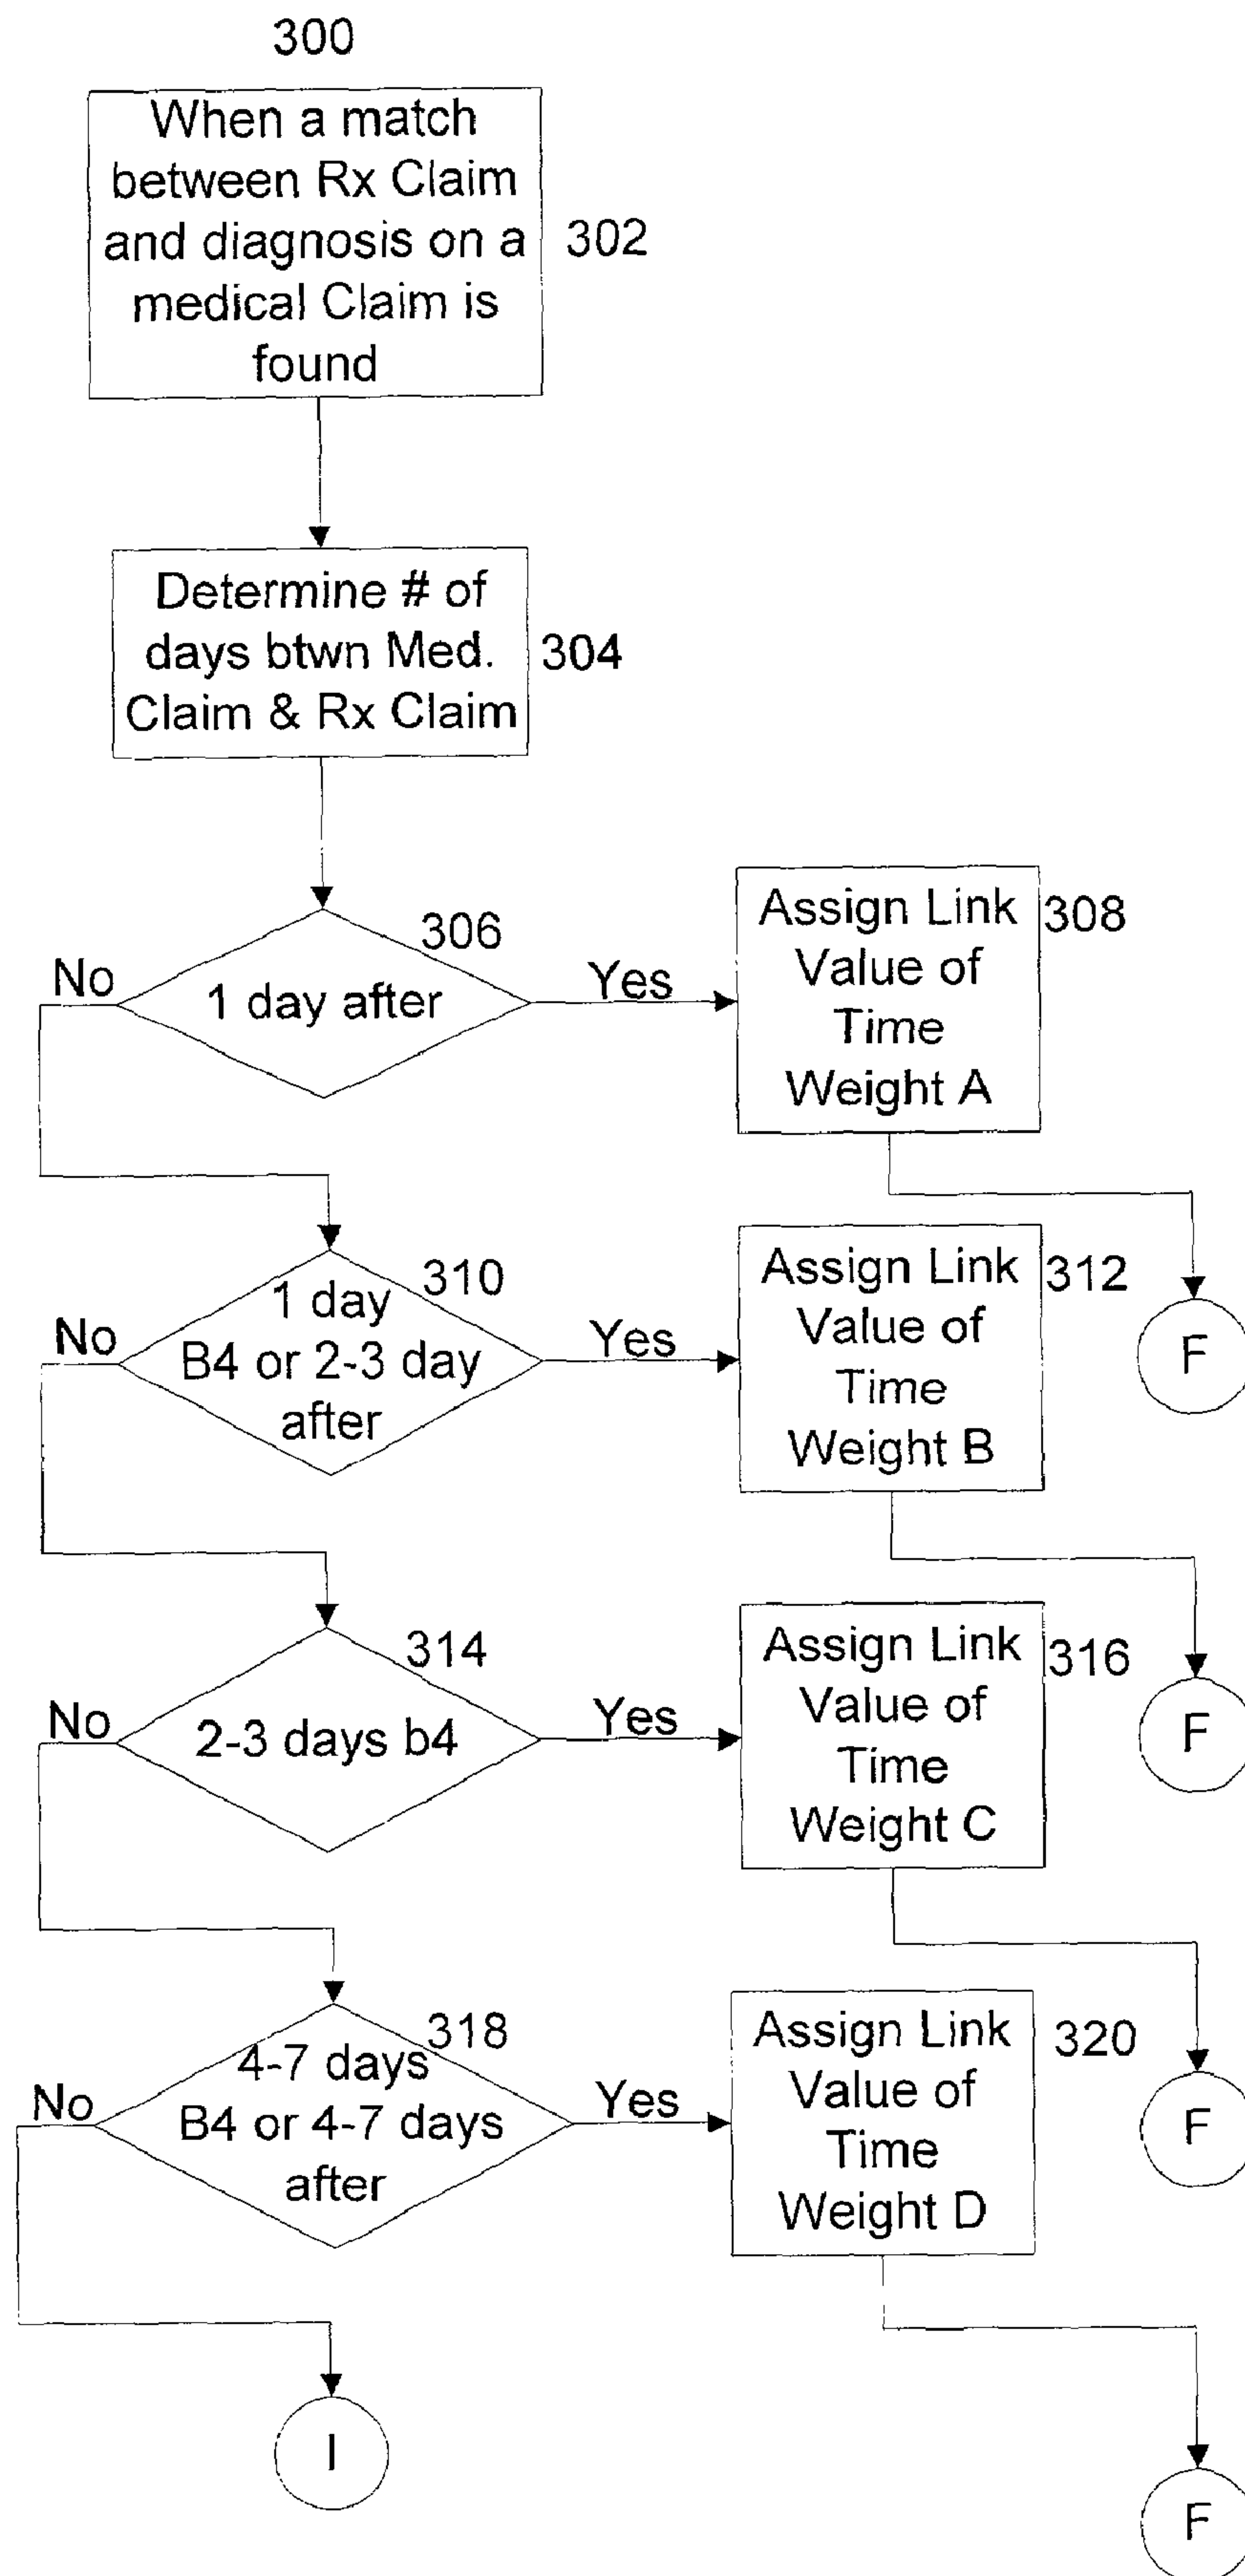 300
When a match
between Rx Claim
and diagnosis on a
medical Claim is
found
302
Determine # of
days btwn Med.
Claim & Rx Claim
304
306
1 day after
No
Yes
Assign Link
Value of
Time
Weight A
308
F
310
1 day
B4 or 2-3 day
after
No
Yes
Assign Link
Value of
Time
Weight B
312
F
314
2-3 days b4
No
Yes
Assign Link
Value of
Time
Weight C
316
F
318
4-7 days
B4 or 4-7 days
after
No
Yes
Assign Link
Value of
Time
Weight D
320
F
I